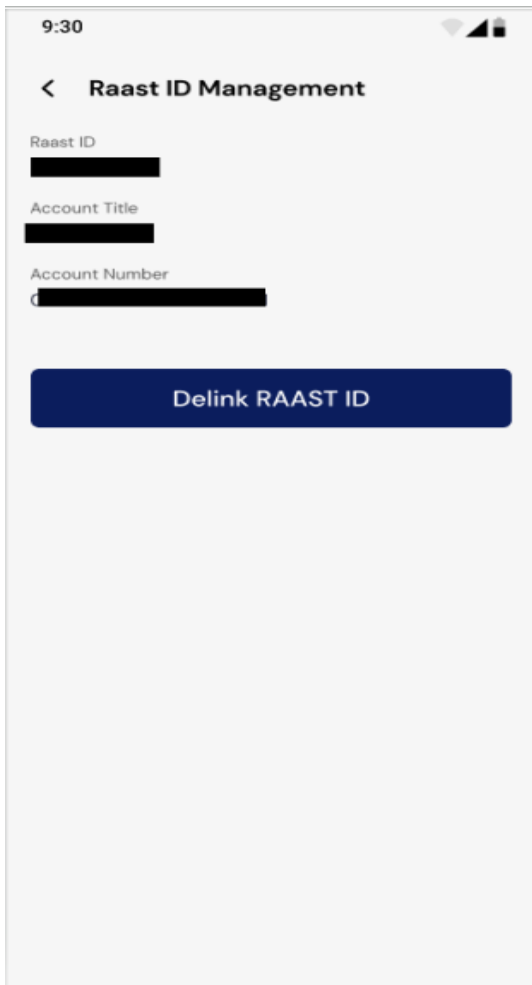 9:30
Raast ID Management
Raast ID
Account Title
Account Number
Delink RAAST ID